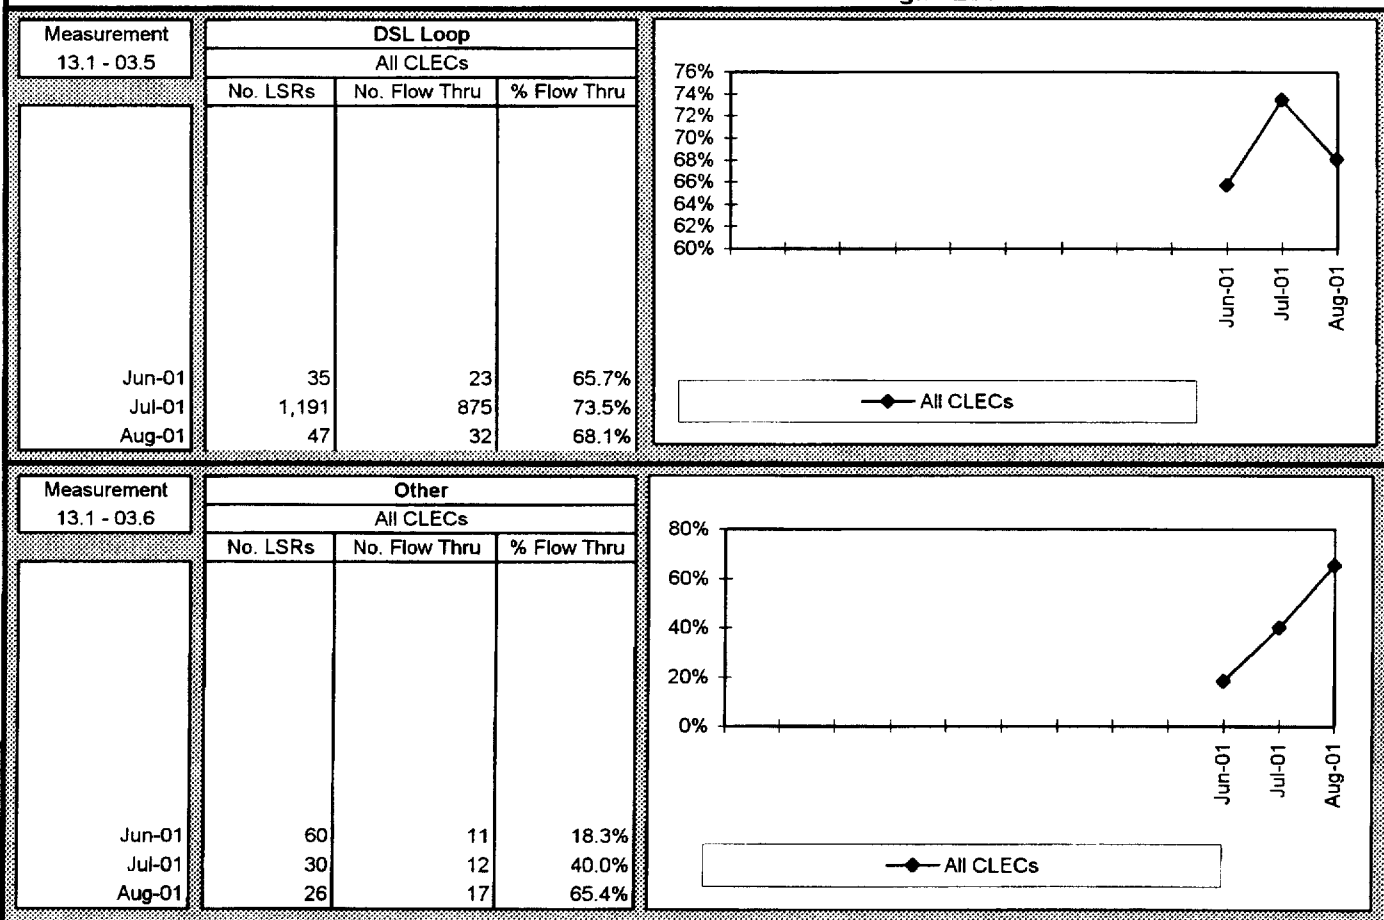 Measurement
13.1 - 03.5
DSL Loop
All CLECs
No. LSRs No. Flow Thru % Flow Thru
Jun-01 35 23 65.7%
Jul-01 1,191 875 73.5%
Aug-01 47 32 68.1%
76%
74%
72%
70%
68%
66%
64%
62%
60%
Jun-01
Jul-01
Aug-01
All CLECs
Measurement
13.1 - 03.6
Other
All CLECs
No. LSRs No. Flow Thru % Flow Thru
Jun-01 60 11 18.3%
Jul-01 30 12 40.0%
Aug-01 26 17 65.4%
80%
60%
40%
20%
0%
Jun-01
Jul-01
Aug-01
All CLECs